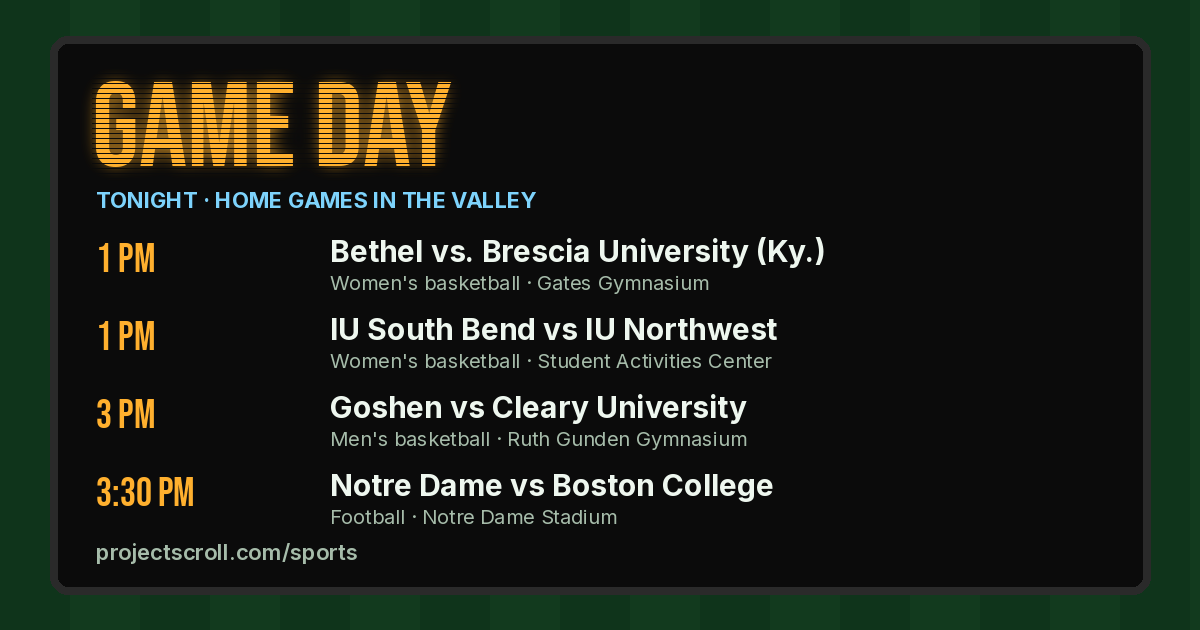 GAME DAY
TONIGHT · HOME GAMES IN THE VALLEY
1 PM
Bethel vs. Brescia University (Ky.)
Women's basketball · Gates Gymnasium
1 PM
IU South Bend vs IU Northwest
Women's basketball · Student Activities Center
3 PM
Goshen vs Cleary University
Men's basketball · Ruth Gunden Gymnasium
3:30 PM
Notre Dame vs Boston College
Football · Notre Dame Stadium
projectscroll.com/sports